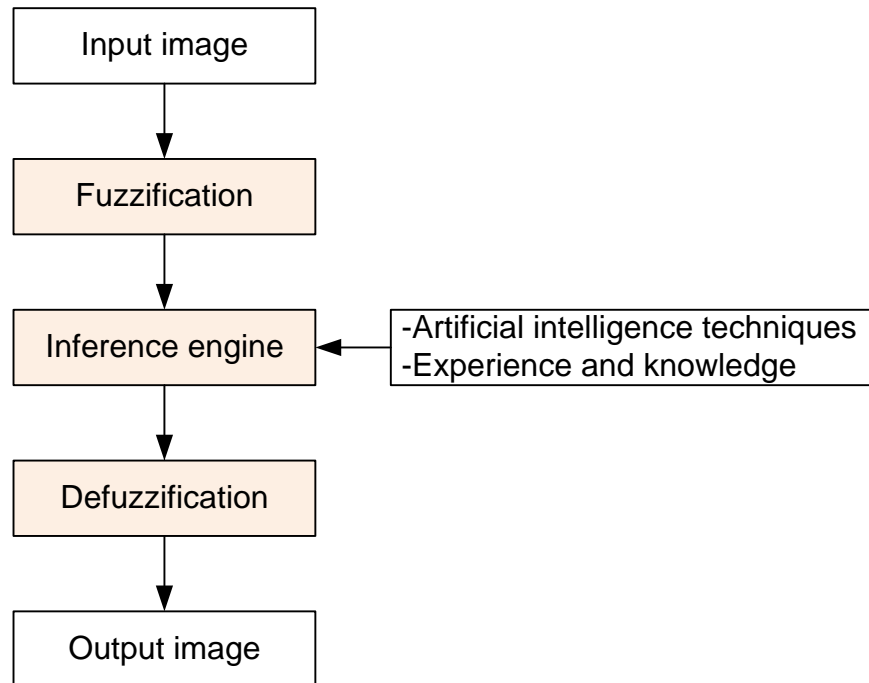 Input image
Fuzzification
Inference engine
-Artificial intelligence techniques
-Experience and knowledge
Defuzzification
Output image